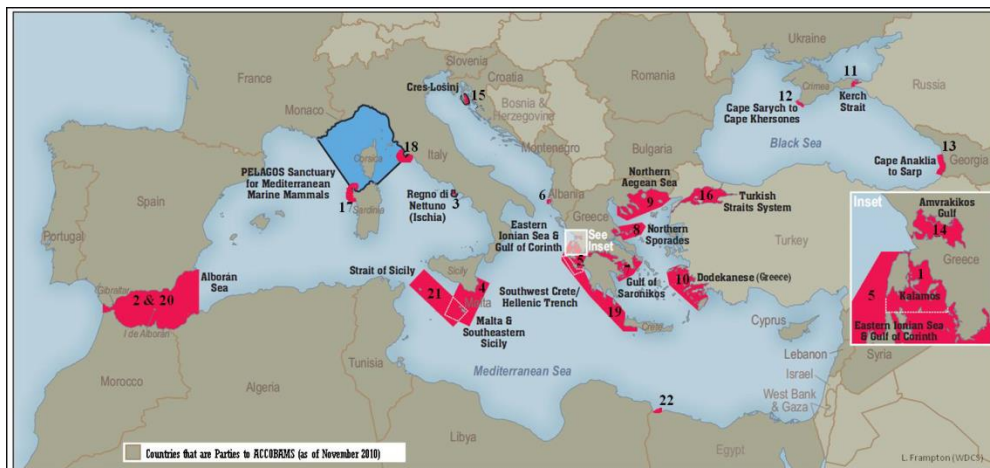 Ukraine
Slovenia
Croatia
France
Romania
Crimea
11
Russia
Cres-Lošinj
15
12
Kerch
Strait
Monaco
Bosnia &
Herzegovina
Cape Sarych to
Cape Khersones
18
Italy
Black Sea
13
Corsica
Montenegro
Bulgaria
Cape Anaklia
to Sarp
Georgia
PELAGOS Sanctuary
for Mediterranean
Marine Mammals
Northern
Aegean Sea
Spain
Regno di
Nettuno
(Ischia)
3
6
Albania
9
16
Turkish
Straits System
Inset
Amvrakikos
Gulf
14
17
Sardinia
Greece
Eastern
Ionian Sea &
Gulf of Corinth
See
Inset
8
Northern
Sporades
Turkey
Greece
Portugal
Strait of Sicily
Sicily
5
7
Gulf of
Saronikos
10
Dodekanese (Greece)
1
Kalamos
5
Alboran
Sea
Gibraltar
2 & 20
21
4
Malta
Southwest Crete/
Hellenic Trench
19
Crete
Cyprus
Eastern Ionian Sea
& Gulf of Corinth
I de Alborán
Malta &
Southeastern
Sicily
Lebanon
Syria
Morocco
Algeria
Tunisia
Mediterranean Sea
Israel
West Bank
& Gaza
22
Libya
Egypt
Countries that are Parties to ACCOBAMS (as of November 2010)
L. Frampton (WDCS)